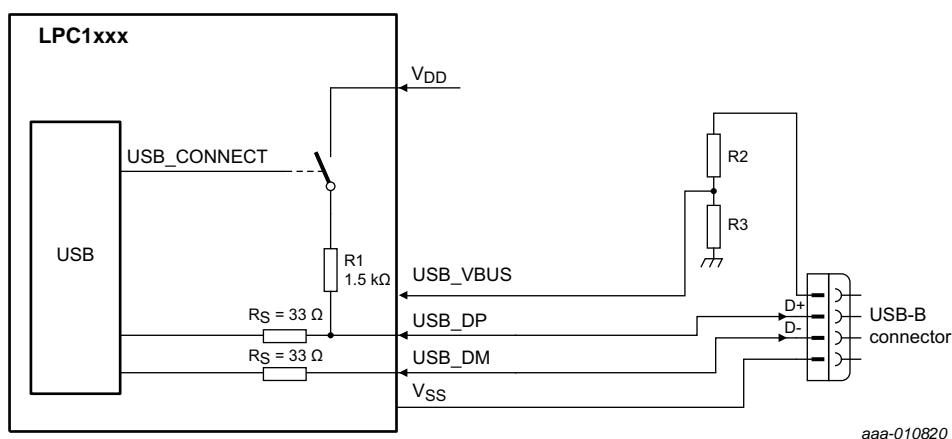 LPC1xxx
VDD
USB_CONNECT
R2
R3
USB
R1
1.5 kΩ
USB_VBUS
D+
USB-B
RS = 33 Ω
USB_DP
D-
connector
RS = 33 Ω
USB_DM
VSS
aaa-010820